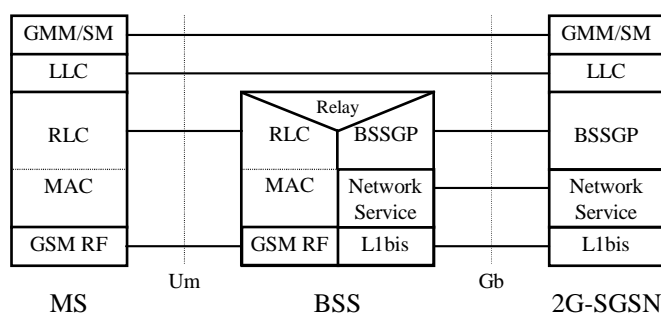 GMM/SM
LLC
RLC
MAC
GSM RF
MS
Um
Relay
RLC
BSSGP
MAC
Network
Service
GSM RF
L1bis
BSS
Gb
GMM/SM
LLC
BSSGP
Network
Service
L1bis
2G-SGSN